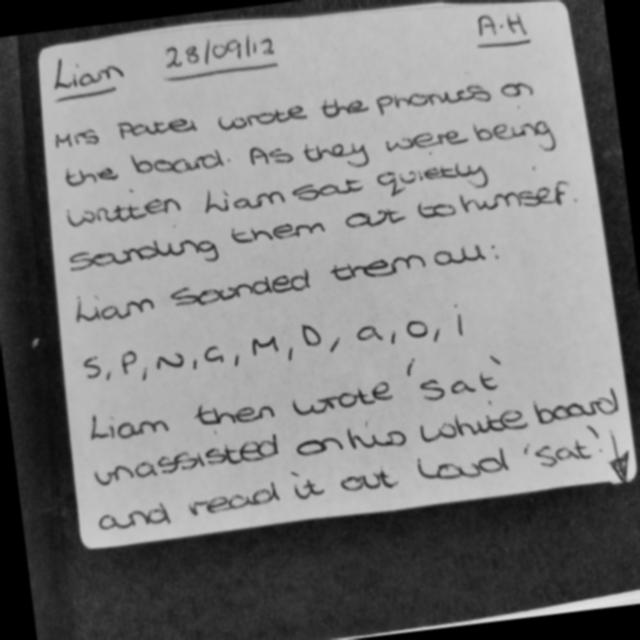 Liam 28/09/12 A.H
Mrs Patel wrote the phonics on
the board. As they were being
written Liam sat quietly
sounding them out to himself.
Liam sounded them all:
S, P, N, G, M, D, a, o, i
Liam then wrote 'sat'
unassisted on his white board
and read it out loud 'sat'.